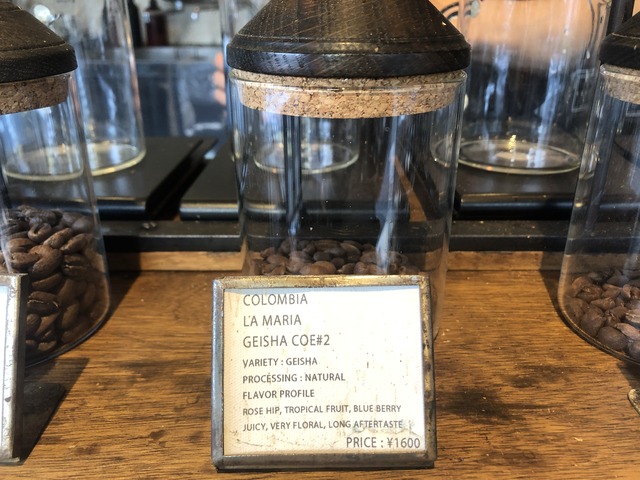 COLOMBIA
L'A MARIA
GEISHA COE#2
VARIETY : GEISHA
PROCESSING : NATURAL
FLAVOR PROFILE
ROSE HIP, TROPICAL FRUIT, BLUE BERRY
JUICY, VERY FLORAL, LONG AFTERTASTE
PRICE : ¥1600